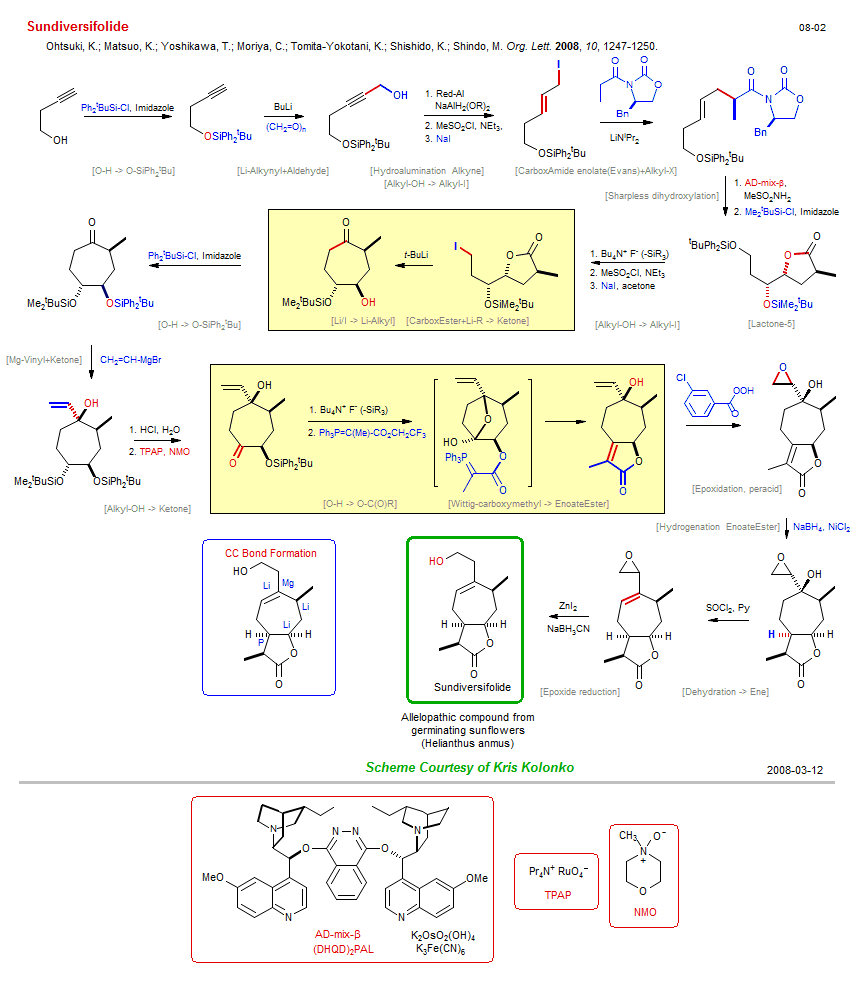 Sundiversifolide
08-02
Ohtsuki, K.; Matsuo, K.; Yoshikawa, T.; Moriya, C.; Tomita-Yokotani, K.; Shishido, K.; Shindo, M. Org. Lett. 2008, 10, 1247-1250.
OH
Ph₂ᵗBuSi-Cl, Imidazole
OSiPh₂ᵗBu
BuLi
(CH₂=O)ₙ
OH
OSiPh₂ᵗBu
1. Red-Al
NaAlH₂(OR)₂
2. MeSO₂Cl, NEt₃,
3. NaI
I
OSiPh₂ᵗBu
O O
N O
Bn
LiNⁱPr₂
O O
N O
Bn
OSiPh₂ᵗBu
[O-H -> O-SiPh₂ᵗBu]
[Li-Alkynyl+Aldehyde]
[Hydroalumination Alkyne]
[Alkyl-OH -> Alkyl-I]
[CarboxAmide enolate(Evans)+Alkyl-X]
[Sharpless dihydroxylation]
1. AD-mix-β,
MeSO₂NH₂
2. Me₂ᵗBuSi-Cl, Imidazole
O
Me₂ᵗBuSiO
OSiPh₂ᵗBu
Ph₂ᵗBuSi-Cl, Imidazole
[O-H -> O-SiPh₂ᵗBu]
O
Me₂ᵗBuSiO
OH
t-BuLi
I
O
O
OSiMe₂ᵗBu
[Li/I -> Li-Alkyl]
[CarboxEster+Li-R -> Ketone]
1. Bu₄N⁺ F⁻ (-SiR₃)
2. MeSO₂Cl, NEt₃
3. NaI, acetone
[Alkyl-OH -> Alkyl-I]
ᵗBuPh₂SiO
O
O
OSiMe₂ᵗBu
[Lactone-5]
[Mg-Vinyl+Ketone]
CH₂=CH-MgBr
OH
Me₂ᵗBuSiO
OSiPh₂ᵗBu
1. HCl, H₂O
2. TPAP, NMO
[Alkyl-OH -> Ketone]
OH
O
OSiPh₂ᵗBu
1. Bu₄N⁺ F⁻ (-SiR₃)
2. Ph₃P=C(Me)-CO₂CH₂CF₃
[O-H -> O-C(O)R]
O
HO
Ph₃P
O
O
[Wittig-carboxymethyl -> EnoateEster]
OH
O
O
Cl
OOH
O
[Epoxidation, peracid]
O
OH
O
O
[Hydrogenation EnoateEster]
NaBH₄, NiCl₂
CC Bond Formation
HO
Li
Mg
Li
Li
H
H
P
O
O
HO
H
H
O
O
Sundiversifolide
Allelopathic compound from
germinating sunflowers
(Helianthus anmus)
ZnI₂
NaBH₃CN
[Epoxide reduction]
O
H
H
O
O
SOCl₂, Py
[Dehydration -> Ene]
O
OH
H
H
O
O
Scheme Courtesy of Kris Kolonko
2008-03-12
N
MeO
N
O
N N
O
N
OMe
N
AD-mix-β
(DHQD)₂PAL
K₂OsO₂(OH)₄
K₃Fe(CN)₆
Pr₄N⁺ RuO₄⁻
TPAP
CH₃
O⁻
N
+
O
NMO